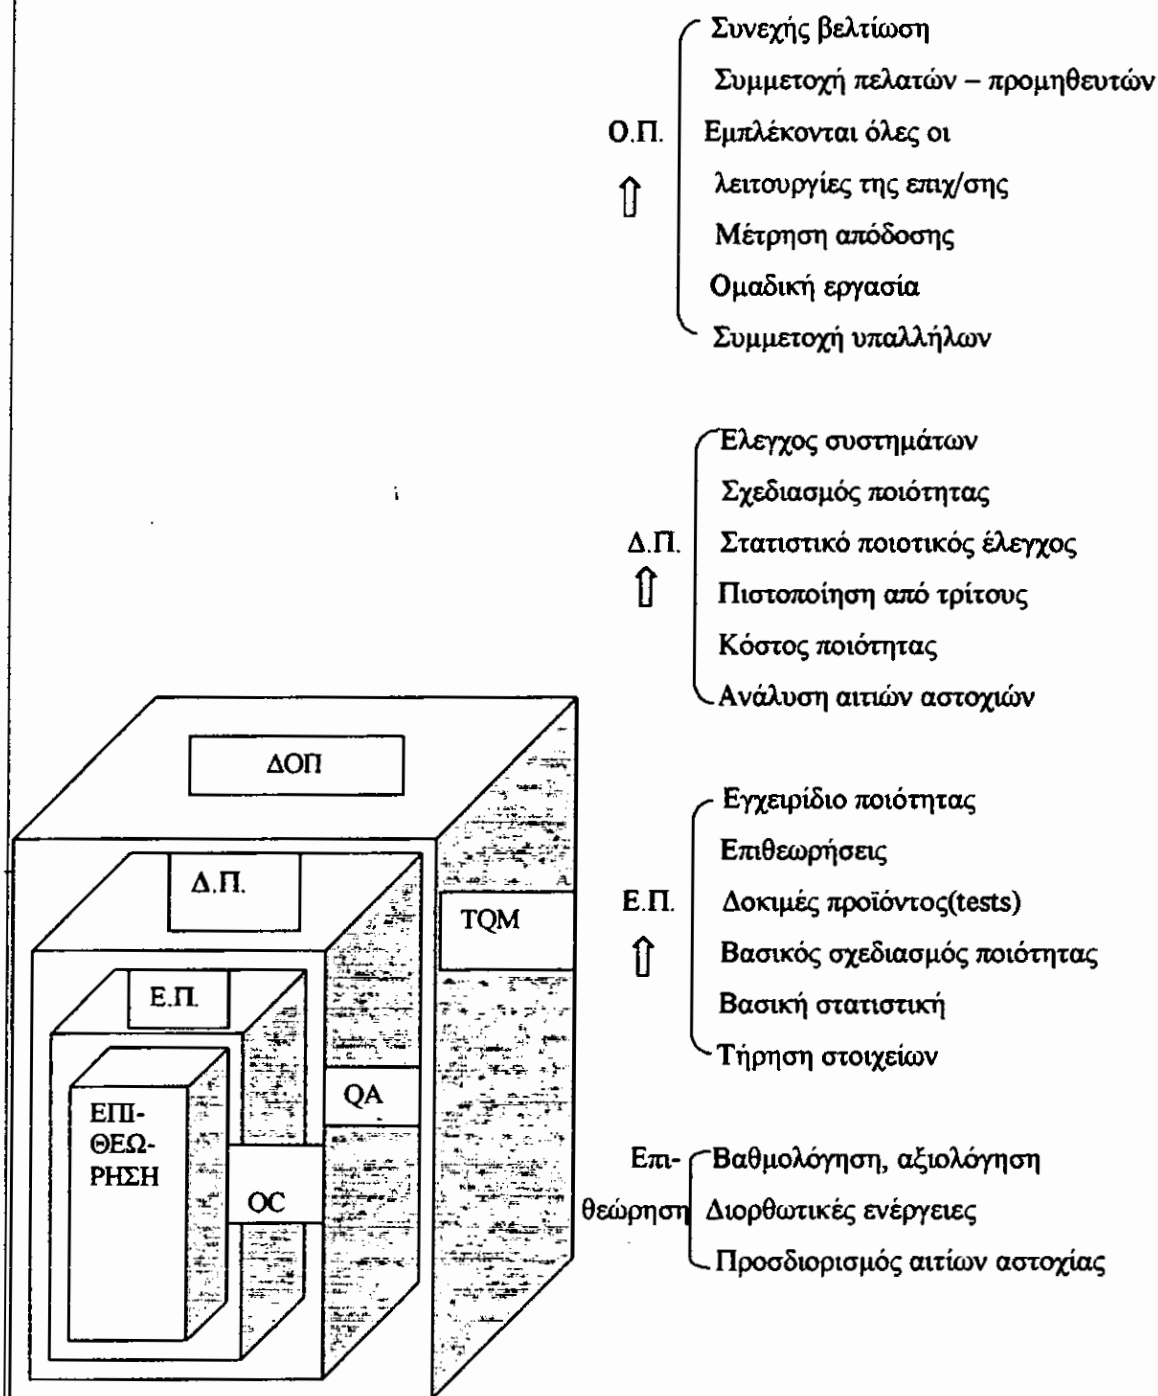 Συνεχής βελτίωση
Συμμετοχή πελατών – προμηθευτών
Ο.Π. Εμπλέκονται όλες οι
λειτουργίες της επιχ/σης
Μέτρηση απόδοσης
Ομαδική εργασία
Συμμετοχή υπαλλήλων
Έλεγχος συστημάτων
Σχεδιασμός ποιότητας
Δ.Π. Στατιστικό ποιοτικός έλεγχος
Πιστοποίηση από τρίτους
Κόστος ποιότητας
Ανάλυση αιτιών αστοχιών
Εγχειρίδιο ποιότητας
Επιθεωρήσεις
Ε.Π. Δοκιμές προϊόντος(tests)
Βασικός σχεδιασμός ποιότητας
Βασική στατιστική
Τήρηση στοιχείων
Επι- Βαθμολόγηση, αξιολόγηση
θεώρηση Διορθωτικές ενέργειες
Προσδιορισμός αιτίων αστοχίας
ΔΟΠ
Δ.Π.
TQM
Ε.Π.
QA
ΕΠΙ-
ΘΕΩ-
ΡΗΣΗ
OC